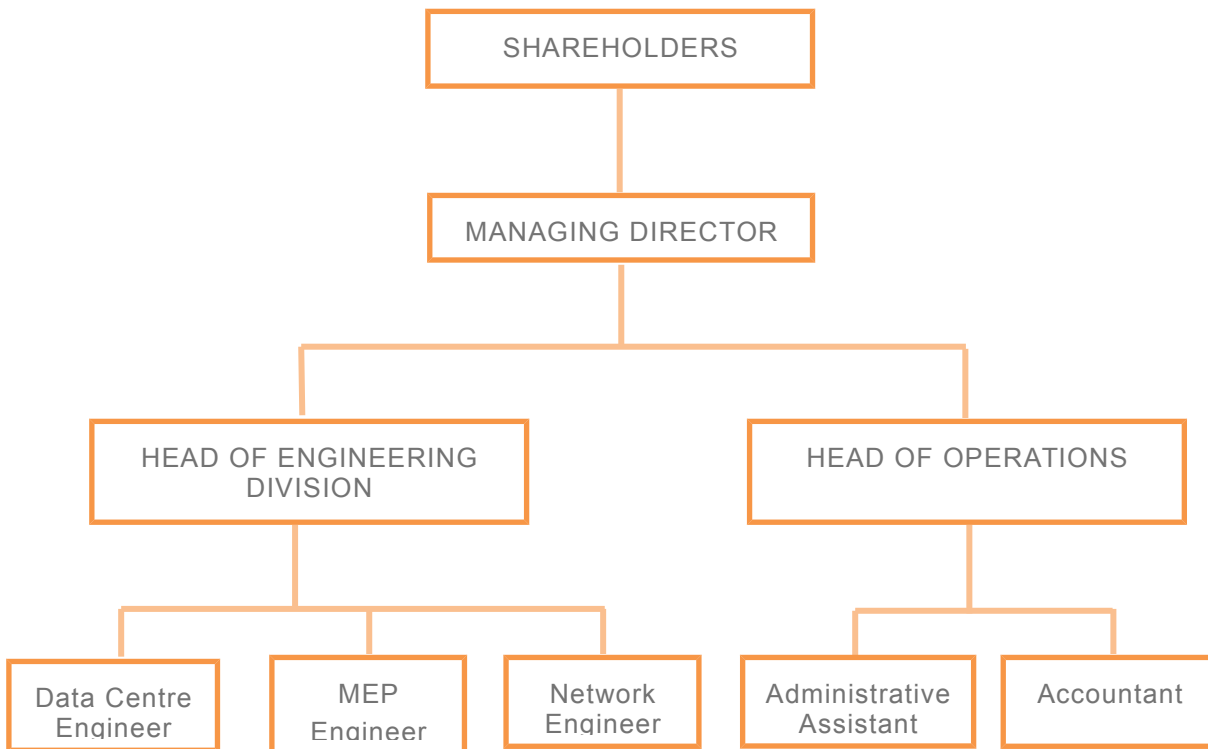 SHAREHOLDERS
MANAGING DIRECTOR
HEAD OF ENGINEERING
DIVISION
HEAD OF OPERATIONS
Data Centre
Engineer
MEP
Engineer
Network
Engineer
Administrative
Assistant
Accountant